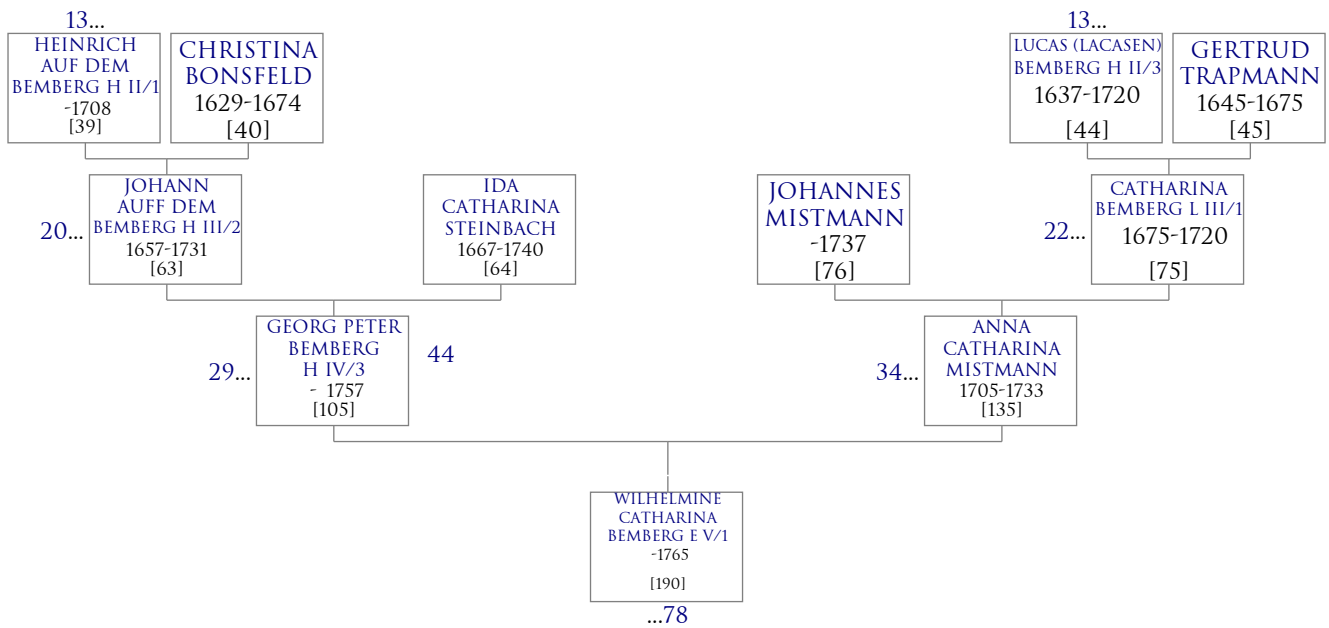 13...
HEINRICH
AUF DEM
BEMBERG H II/1
-1708
[39]
CHRISTINA
BONSFELD
1629-1674
[40]
13...
LUCAS (LACASEN)
BEMBERG H II/3
1637-1720
[44]
GERTRUD
TRAPMANN
1645-1675
[45]
20...
JOHANN
AUFF DEM
BEMBERG H III/2
1657-1731
[63]
IDA
CATHARINA
STEINBACH
1667-1740
[64]
JOHANNES
MISTMANN
-1737
[76]
22...
CATHARINA
BEMBERG L III/1
1675-1720
[75]
29...
GEORG PETER
BEMBERG
H IV/3
- 1757
[105]
44
34...
ANNA
CATHARINA
MISTMANN
1705-1733
[135]
WILHELMINE
CATHARINA
BEMBERG E V/1
-1765
[190]
...78